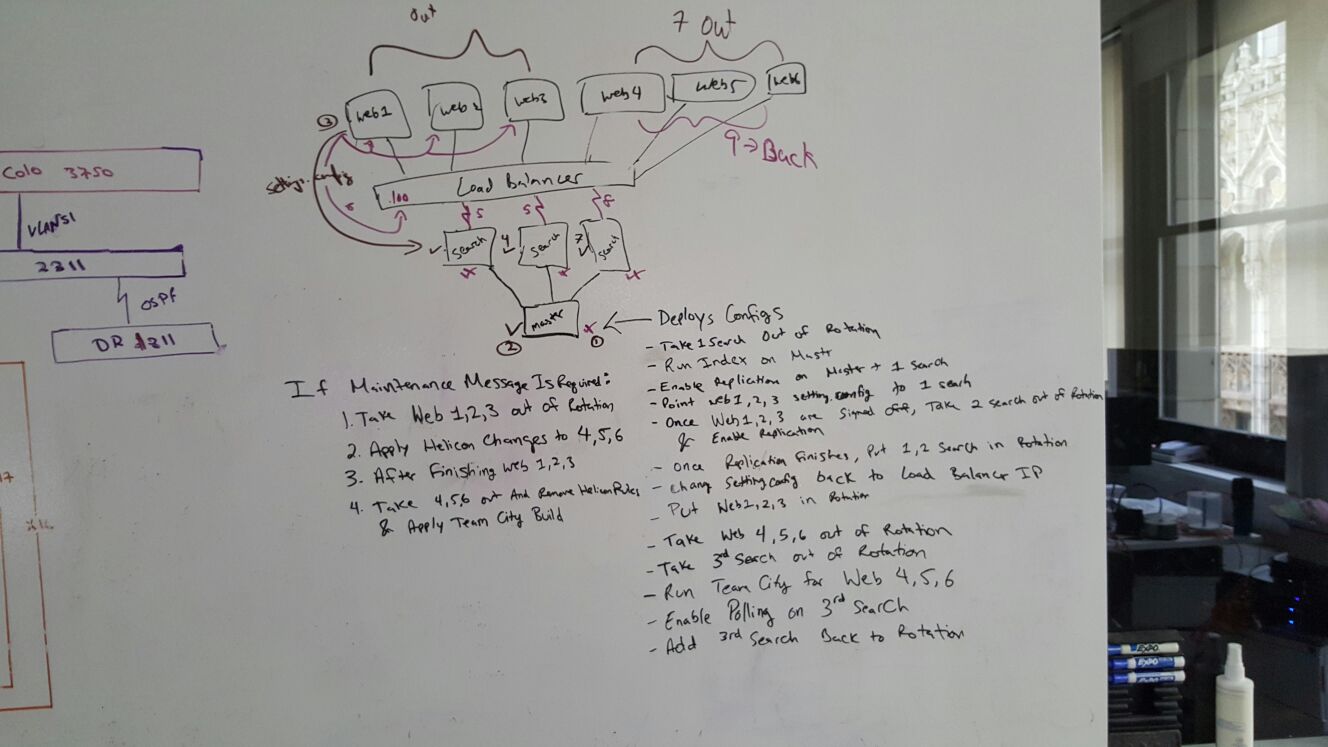 out
7 Out
web1
web2
web3
web4
web5
web6
3
9 → Back
Settings.config
6
.100
Load Balancer
5
5
8
Search
4
Search
7
Search
Master
2
1
Colo 3750
VLAN51
OSPF
Deploys Configs
- Take 1 Search Out of Rotation
- Run Index on Mastr
- Enable Replication on Master + 1 Search
- Point web1,2,3 setting.config to 1 search
- Once Web1,2,3 are signed off, Take 2 search out of Rotation
& Enable Replication
- Once Replication Finishes, Put 1,2 Search in Rotation
- Chang Setting.config back to Load Balancer IP
- Put Web1,2,3 in Rotation
- Take Web 4,5,6 out of Rotation
- Take 3rd Search out of Rotation
- Run Team City for Web 4,5,6
- Enable Polling on 3rd Search
- Add 3rd Search Back to Rotation
If Maintenance Message Is Required:
1. Take Web 1,2,3 out of Rotation
2. Apply Helicon Changes to 4,5,6
3. After Finishing Web 1,2,3
4. Take 4,5,6 out And Remove Helicon Rules
& Apply Team City Build
EXPO
EXPO